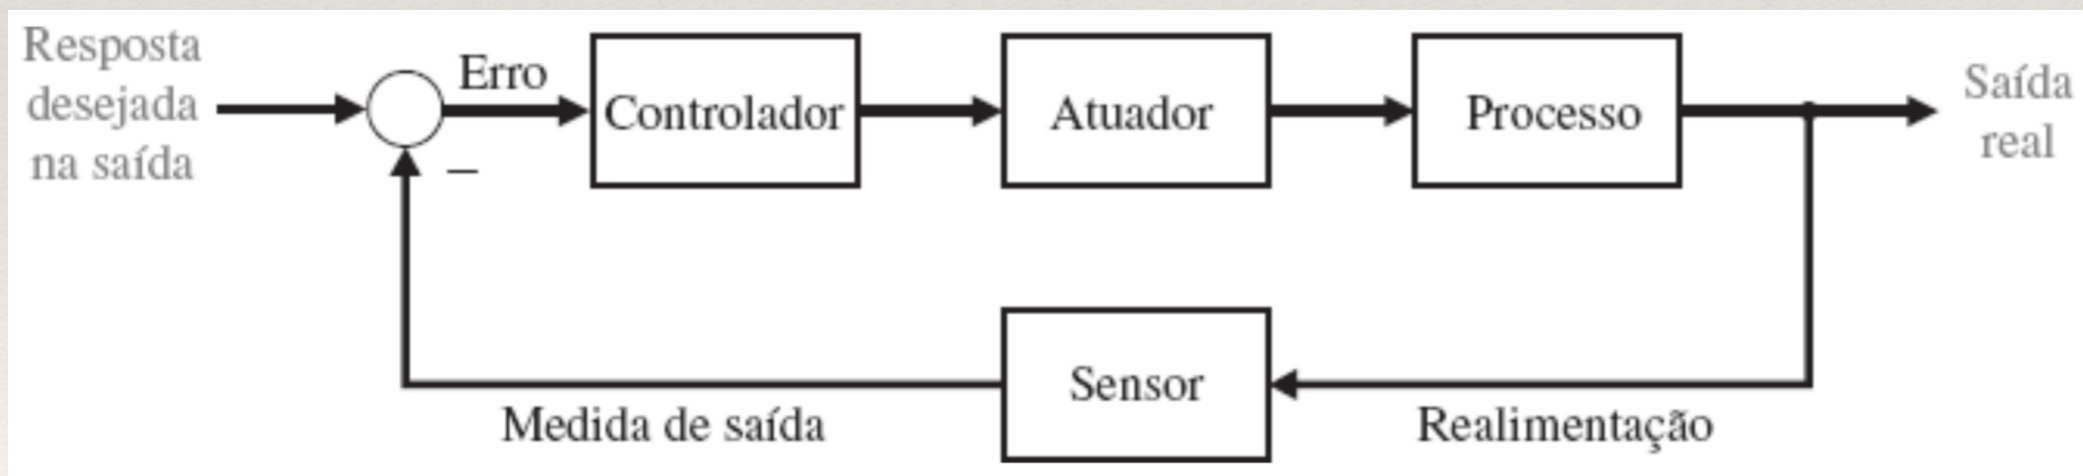 Resposta
desejada
na saída
Erro
–
Controlador
Atuador
Processo
Saída
real
Sensor
Medida de saída
Realimentação